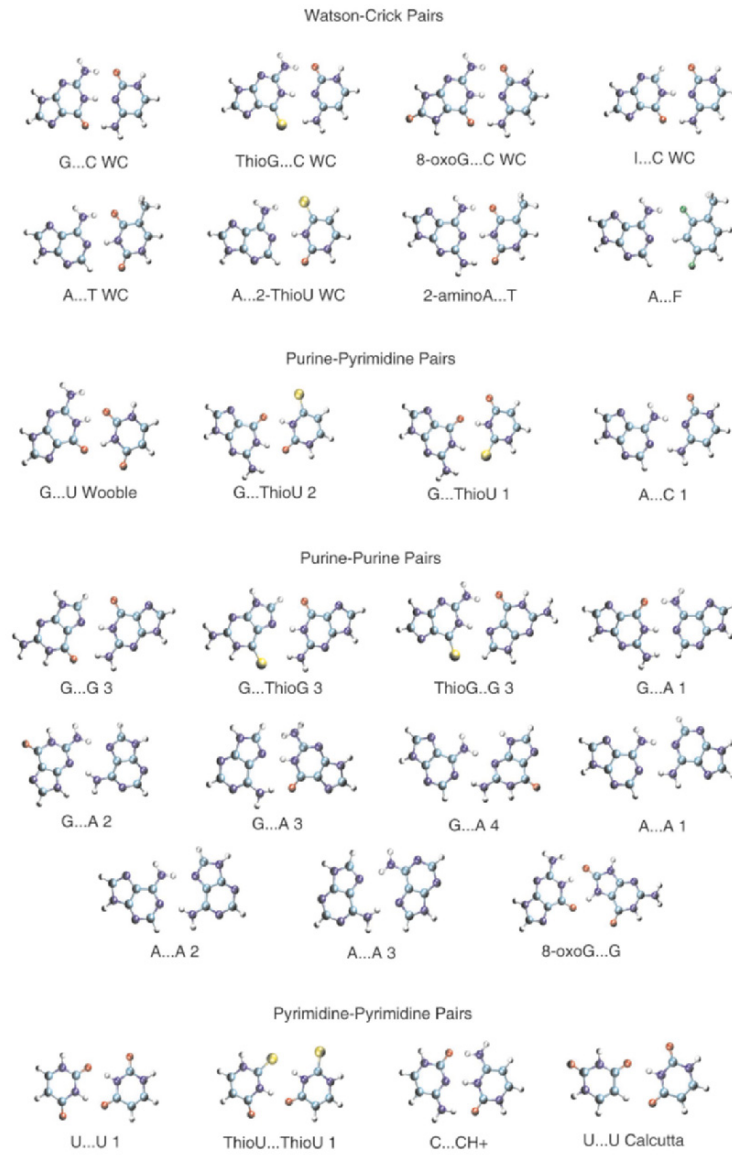 Watson-Crick Pairs
G...C WC
ThioG...C WC
8-oxoG...C WC
I...C WC
A...T WC
A...2-ThioU WC
2-aminoA...T
A...F
Purine-Pyrimidine Pairs
G...U Wooble
G...ThioU 2
G...ThioU 1
A...C 1
Purine-Purine Pairs
G...G 3
G...ThioG 3
ThioG..G 3
G...A 1
G...A 2
G...A 3
G...A 4
A...A 1
A...A 2
A...A 3
8-oxoG...G
Pyrimidine-Pyrimidine Pairs
U...U 1
ThioU...ThioU 1
C...CH+
U...U Calcutta